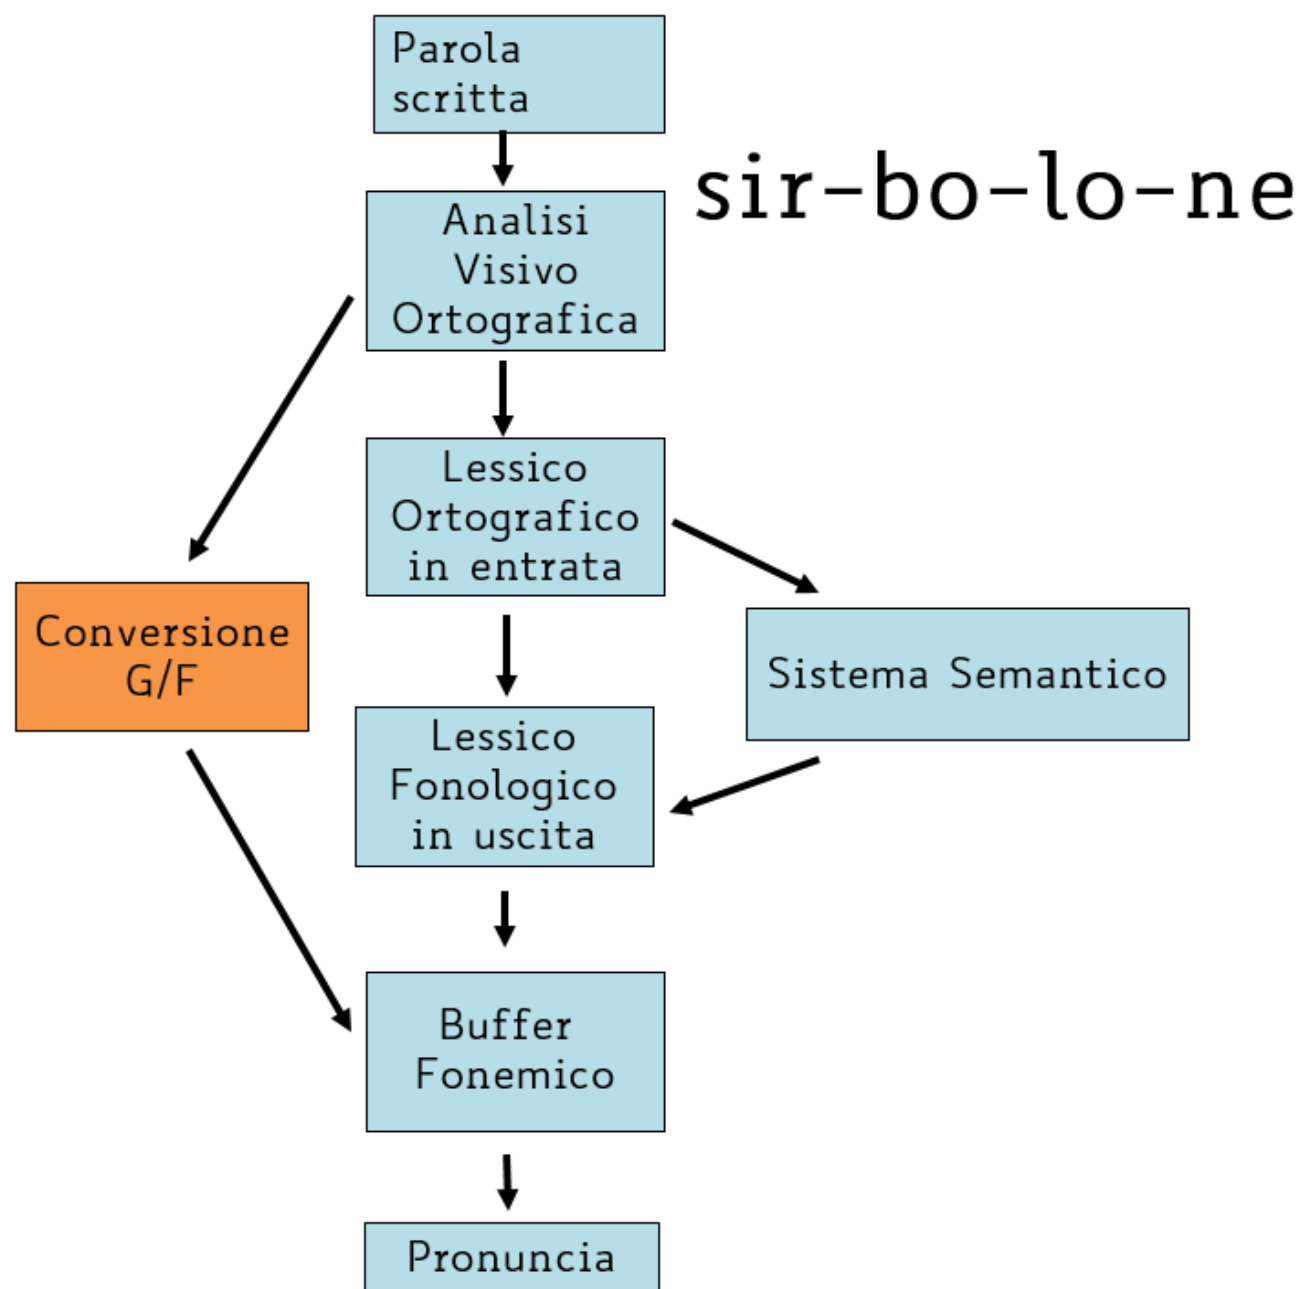 Parola
scritta
sir-bo-lo-ne
Analisi
Visivo
Ortografica
Lessico
Ortografico
in entrata
Conversione
G/F
Sistema Semantico
Lessico
Fonologico
in uscita
Buffer
Fonemico
Pronuncia